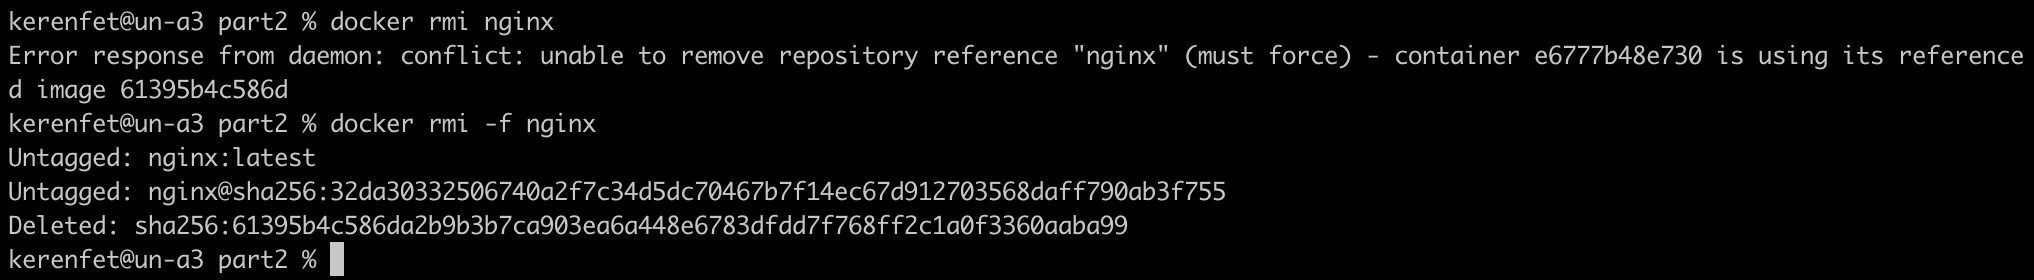 kerenfet@un-a3 part2 % docker rmi nginx
Error response from daemon: conflict: unable to remove repository reference "nginx" (must force) - container e6777b48e730 is using its reference
d image 61395b4c586d
kerenfet@un-a3 part2 % docker rmi -f nginx
Untagged: nginx:latest
Untagged: nginx@sha256:32da30332506740a2f7c34d5dc70467b7f14ec67d912703568daff790ab3f755
Deleted: sha256:61395b4c586da2b9b3b7ca903ea6a448e6783dfdd7f768ff2c1a0f3360aaba99
kerenfet@un-a3 part2 %